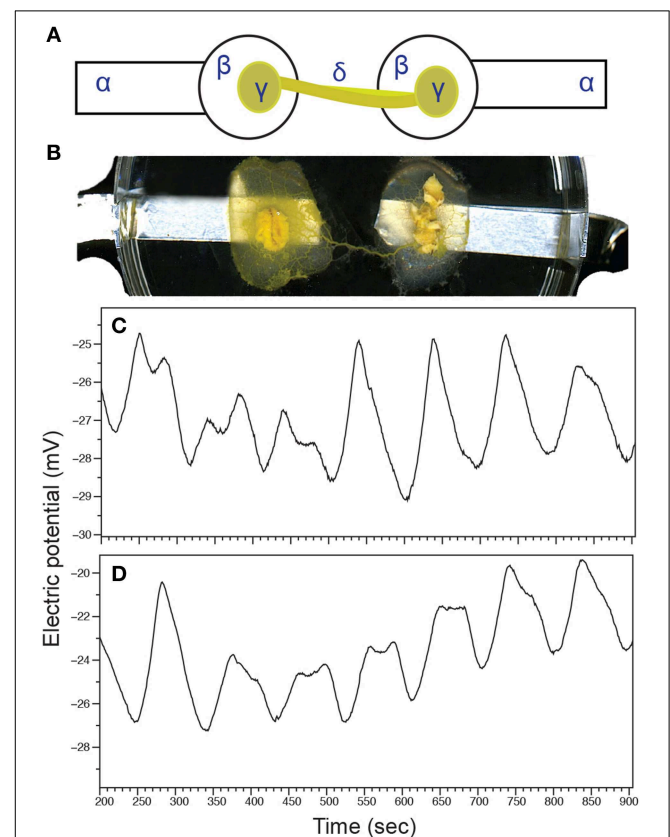 A
α β γ δ β γ α
B
C
−25
−26
−27
−28
−29
−30
Electric potential (mV)
D
−20
−22
−24
−26
−28
200 250 300 350 400 450 500 550 600 650 700 750 800 850 900
Time (sec)